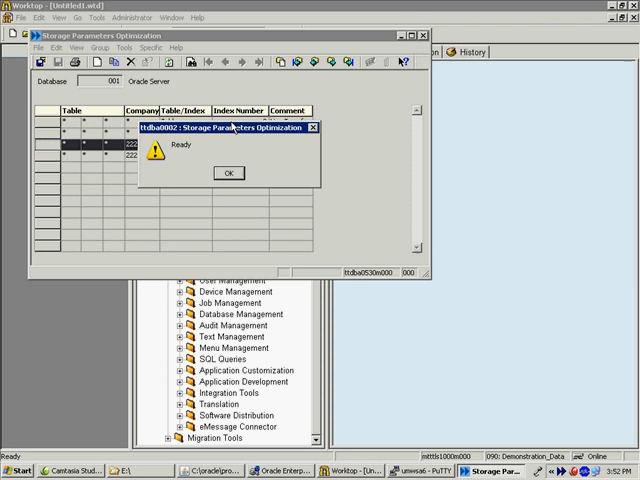 Worktop - [Untitled1.wtd]
File Edit View Tools Administrator Window Help
Storage Parameters Optimization
File Edit View Group Tools Specific Help
History
Database 001 Oracle Server
Table Company Table/Index Index Number Comment
* * *
* * *
* * * 222
* * * 222
ttdba0002 : Storage Parameters Optimization
Ready
OK
ttdba0530m000 000
User Management
Device Management
Job Management
Database Management
Audit Management
Text Management
Menu Management
SQL Queries
Application Customization
Application Development
Integration Tools
Translation
Software Distribution
eMessage Connector
Migration Tools
Ready mtttls1000m000 090: Demonstration_Data Online
Start Camtasia Stud... E:\ C:\oracle\pro... Oracle Enterp... Worktop - [Un... umwsa6 - PuTTY Storage Par... 3:52 PM